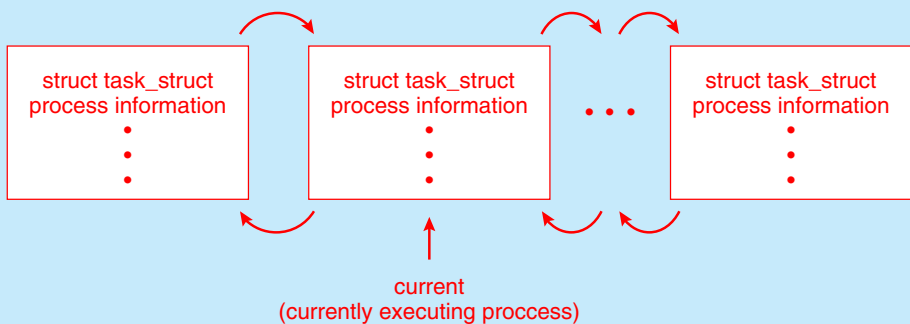 struct task_struct
process information
struct task_struct
process information
struct task_struct
process information
current
(currently executing proccess)